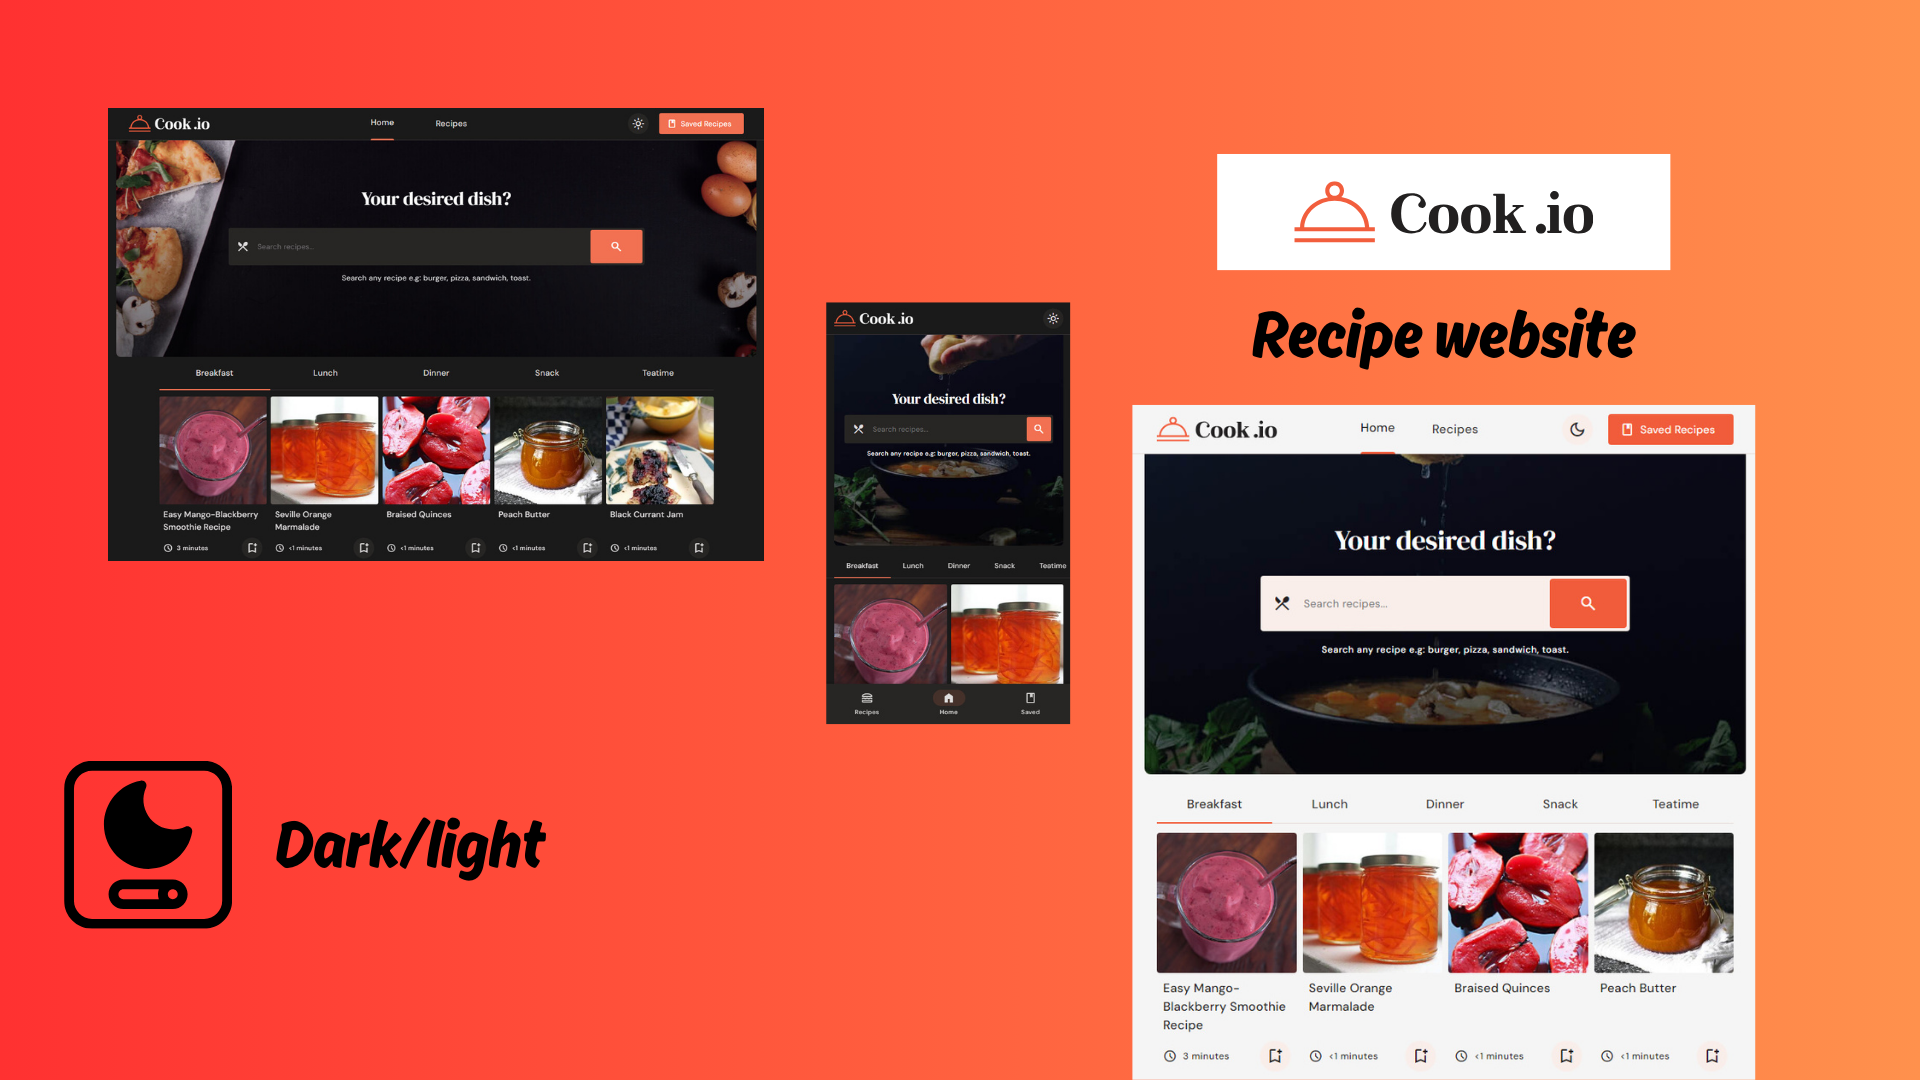 Cook.io
Home
Recipes
Saved Recipes
Your desired dish?
Search recipes...
Search any recipe e.g: burger, pizza, sandwich, toast.
Breakfast
Lunch
Dinner
Snack
Teatime
Easy Mango-Blackberry
Smoothie Recipe
Seville Orange
Marmalade
Braised Quinces
Peach Butter
Black Currant Jam
3 minutes
<1 minutes
<1 minutes
<1 minutes
<1 minutes
Cook.io
Your desired dish?
Search recipes...
Search any recipe e.g: burger, pizza, sandwich, toast.
Breakfast
Lunch
Dinner
Snack
Teatime
Recipes
Home
Saved
Cook.io
Recipe website
Cook.io
Home
Recipes
Saved Recipes
Your desired dish?
Search recipes...
Search any recipe e.g: burger, pizza, sandwich, toast.
Breakfast
Lunch
Dinner
Snack
Teatime
Easy Mango-
Blackberry Smoothie
Recipe
Seville Orange
Marmalade
Braised Quinces
Peach Butter
3 minutes
<1 minutes
<1 minutes
<1 minutes
Dark/light